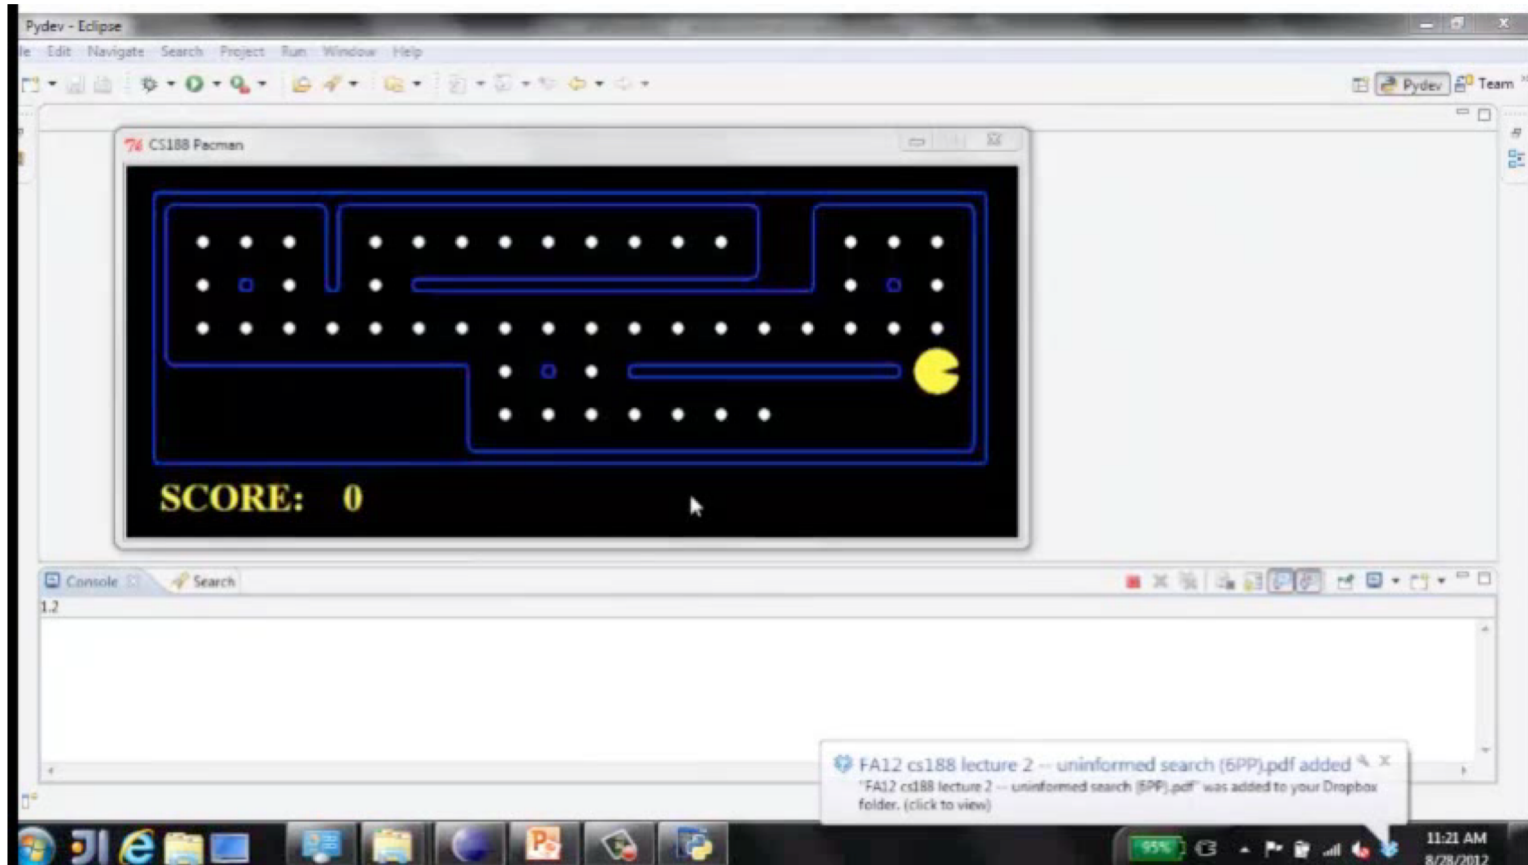 Pydev - Eclipse
le Edit Navigate Search Project Run Window Help
Pydev Team
CS188 Pacman
SCORE: 0
Console Search
1.2
FA12 cs188 lecture 2 -- uninformed search (6PP).pdf added
"FA12 cs188 lecture 2 -- uninformed search (6PP).pdf" was added to your Dropbox
folder. (click to view)
95%
11:21 AM
8/28/2012